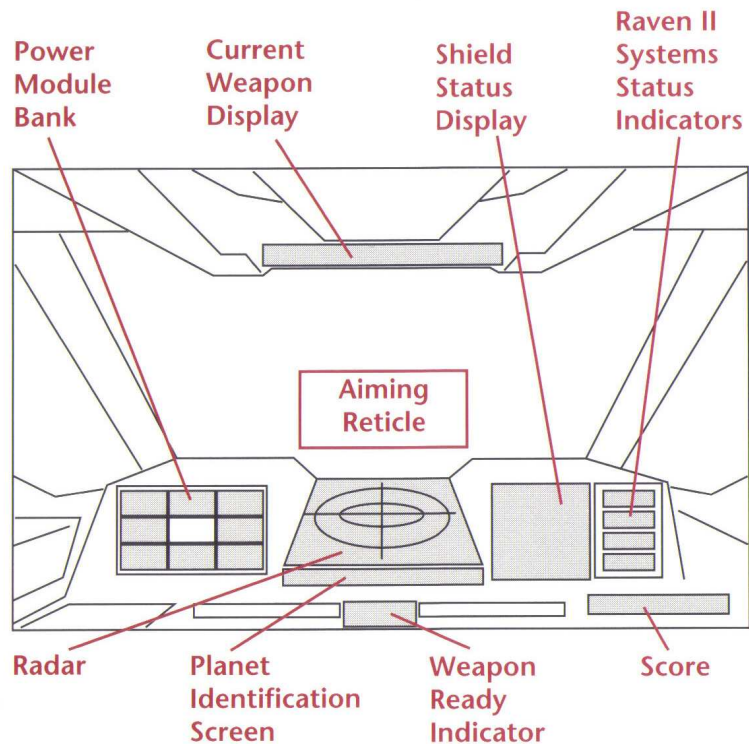 Power
Module
Bank
Current
Weapon
Display
Shield
Status
Display
Raven II
Systems
Status
Indicators
Aiming
Reticle
Radar
Planet
Identification
Screen
Weapon
Ready
Indicator
Score